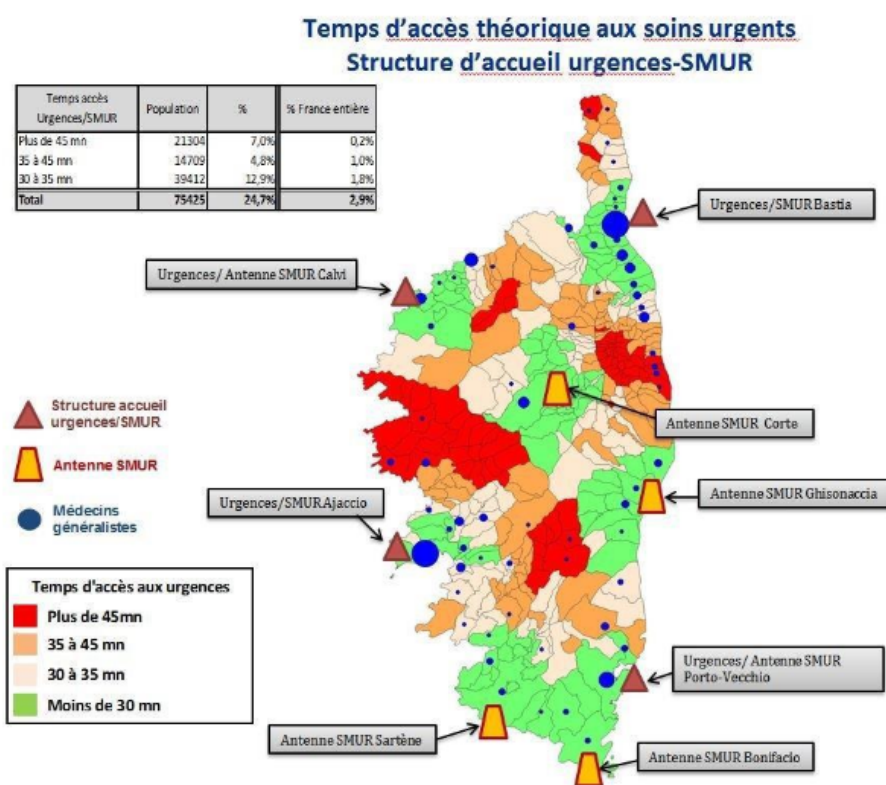 Temps d'accès théorique aux soins urgents
Structure d'accueil urgences-SMUR
Temps accès Population % % France entière
Urgences/SMUR
Plus de 45 mn 21304 7,0% 0,2%
35 à 45 mn 14709 4,8% 1,0%
30 à 35 mn 39412 12,9% 1,8%
Total 75425 24,7% 2,9%
Urgences/SMUR Bastia
Urgences/ Antenne SMUR Calvi
Structure accueil
urgences/SMUR
Antenne SMUR
Médecins
généralistes
Antenne SMUR Corte
Antenne SMUR Ghisonaccia
Urgences/SMUR Ajaccio
Temps d'accès aux urgences
Plus de 45mn
35 à 45 mn
30 à 35 mn
Moins de 30 mn
Urgences/ Antenne SMUR
Porto-Vecchio
Antenne SMUR Sartène
Antenne SMUR Bonifacio